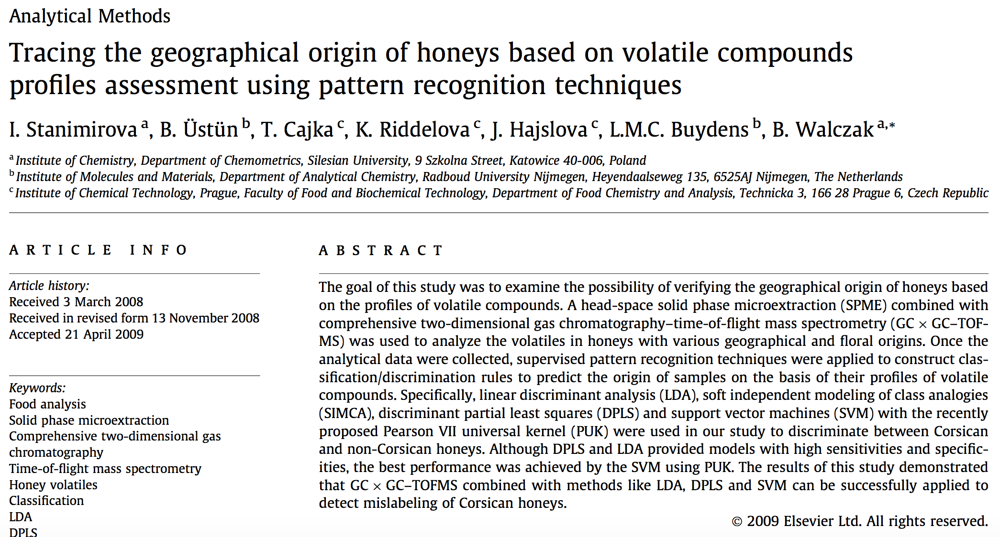 Analytical Methods
Tracing the geographical origin of honeys based on volatile compounds
profiles assessment using pattern recognition techniques
I. Stanimirova a, B. Üstün b, T. Cajka c, K. Riddelova c, J. Hajslova c, L.M.C. Buydens b, B. Walczak a,*
a Institute of Chemistry, Department of Chemometrics, Silesian University, 9 Szkolna Street, Katowice 40-006, Poland
b Institute of Molecules and Materials, Department of Analytical Chemistry, Radboud University Nijmegen, Heyendaalseweg 135, 6525AJ Nijmegen, The Netherlands
c Institute of Chemical Technology, Prague, Faculty of Food and Biochemical Technology, Department of Food Chemistry and Analysis, Technicka 3, 166 28 Prague 6, Czech Republic
ARTICLE INFO
Article history:
Received 3 March 2008
Received in revised form 13 November 2008
Accepted 21 April 2009
Keywords:
Food analysis
Solid phase microextraction
Comprehensive two-dimensional gas
chromatography
Time-of-flight mass spectrometry
Honey volatiles
Classification
LDA
DPLS
ABSTRACT
The goal of this study was to examine the possibility of verifying the geographical origin of honeys based
on the profiles of volatile compounds. A head-space solid phase microextraction (SPME) combined with
comprehensive two-dimensional gas chromatography–time-of-flight mass spectrometry (GC × GC–TOF-
MS) was used to analyze the volatiles in honeys with various geographical and floral origins. Once the
analytical data were collected, supervised pattern recognition techniques were applied to construct clas-
sification/discrimination rules to predict the origin of samples on the basis of their profiles of volatile
compounds. Specifically, linear discriminant analysis (LDA), soft independent modeling of class analogies
(SIMCA), discriminant partial least squares (DPLS) and support vector machines (SVM) with the recently
proposed Pearson VII universal kernel (PUK) were used in our study to discriminate between Corsican
and non-Corsican honeys. Although DPLS and LDA provided models with high sensitivities and specific-
ities, the best performance was achieved by the SVM using PUK. The results of this study demonstrated
that GC × GC–TOFMS combined with methods like LDA, DPLS and SVM can be successfully applied to
detect mislabeling of Corsican honeys.
© 2009 Elsevier Ltd. All rights reserved.